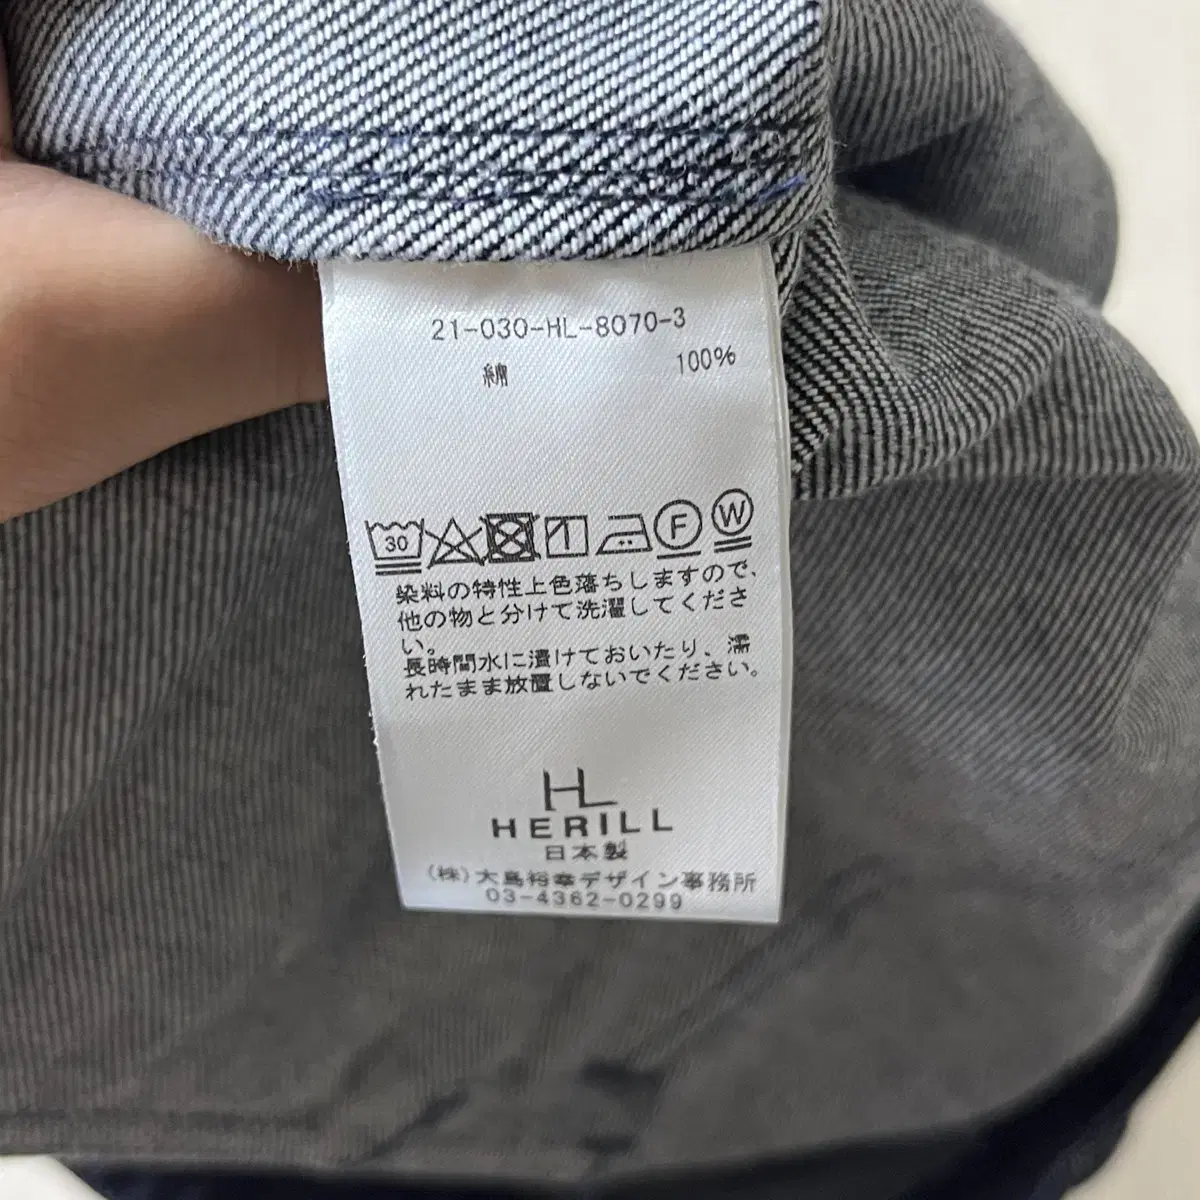 21-030-HL-8070-3
綿 100%
30 F W
染料の特性上色落ちしますので、
他の物と分けて洗濯してくださ
い。
長時間水に漬けておいたり、濡
れたまま放置しないでください。
HL
HERILL
日本製
(株)大島裕幸デザイン事務所
03-4362-0299